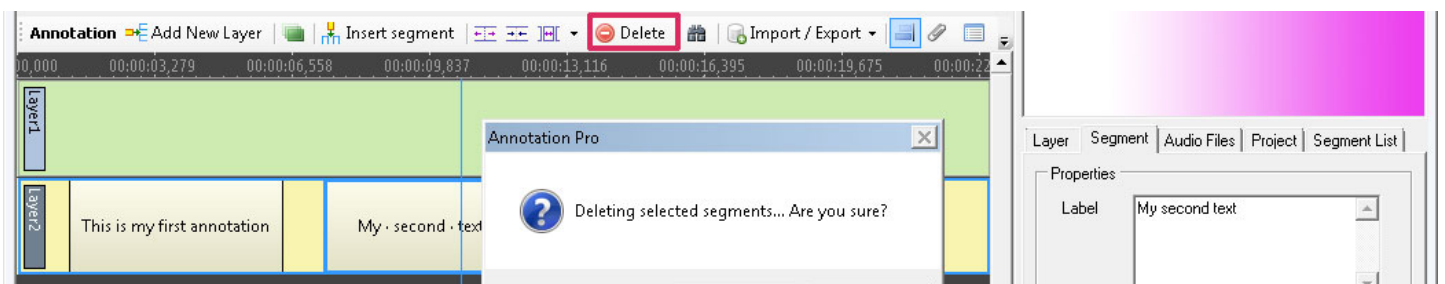 Annotation Add New Layer Insert segment Delete Import / Export
00,000 00:00:03,279 00:00:06,558 00:00:09,837 00:00:13,116 00:00:16,395 00:00:19,675 00:00:22
Layer1
Annotation Pro
Layer Segment Audio Files Project Segment List
Properties
Layer2
This is my first annotation
My · second · text
Deleting selected segments... Are you sure?
Label
My second text